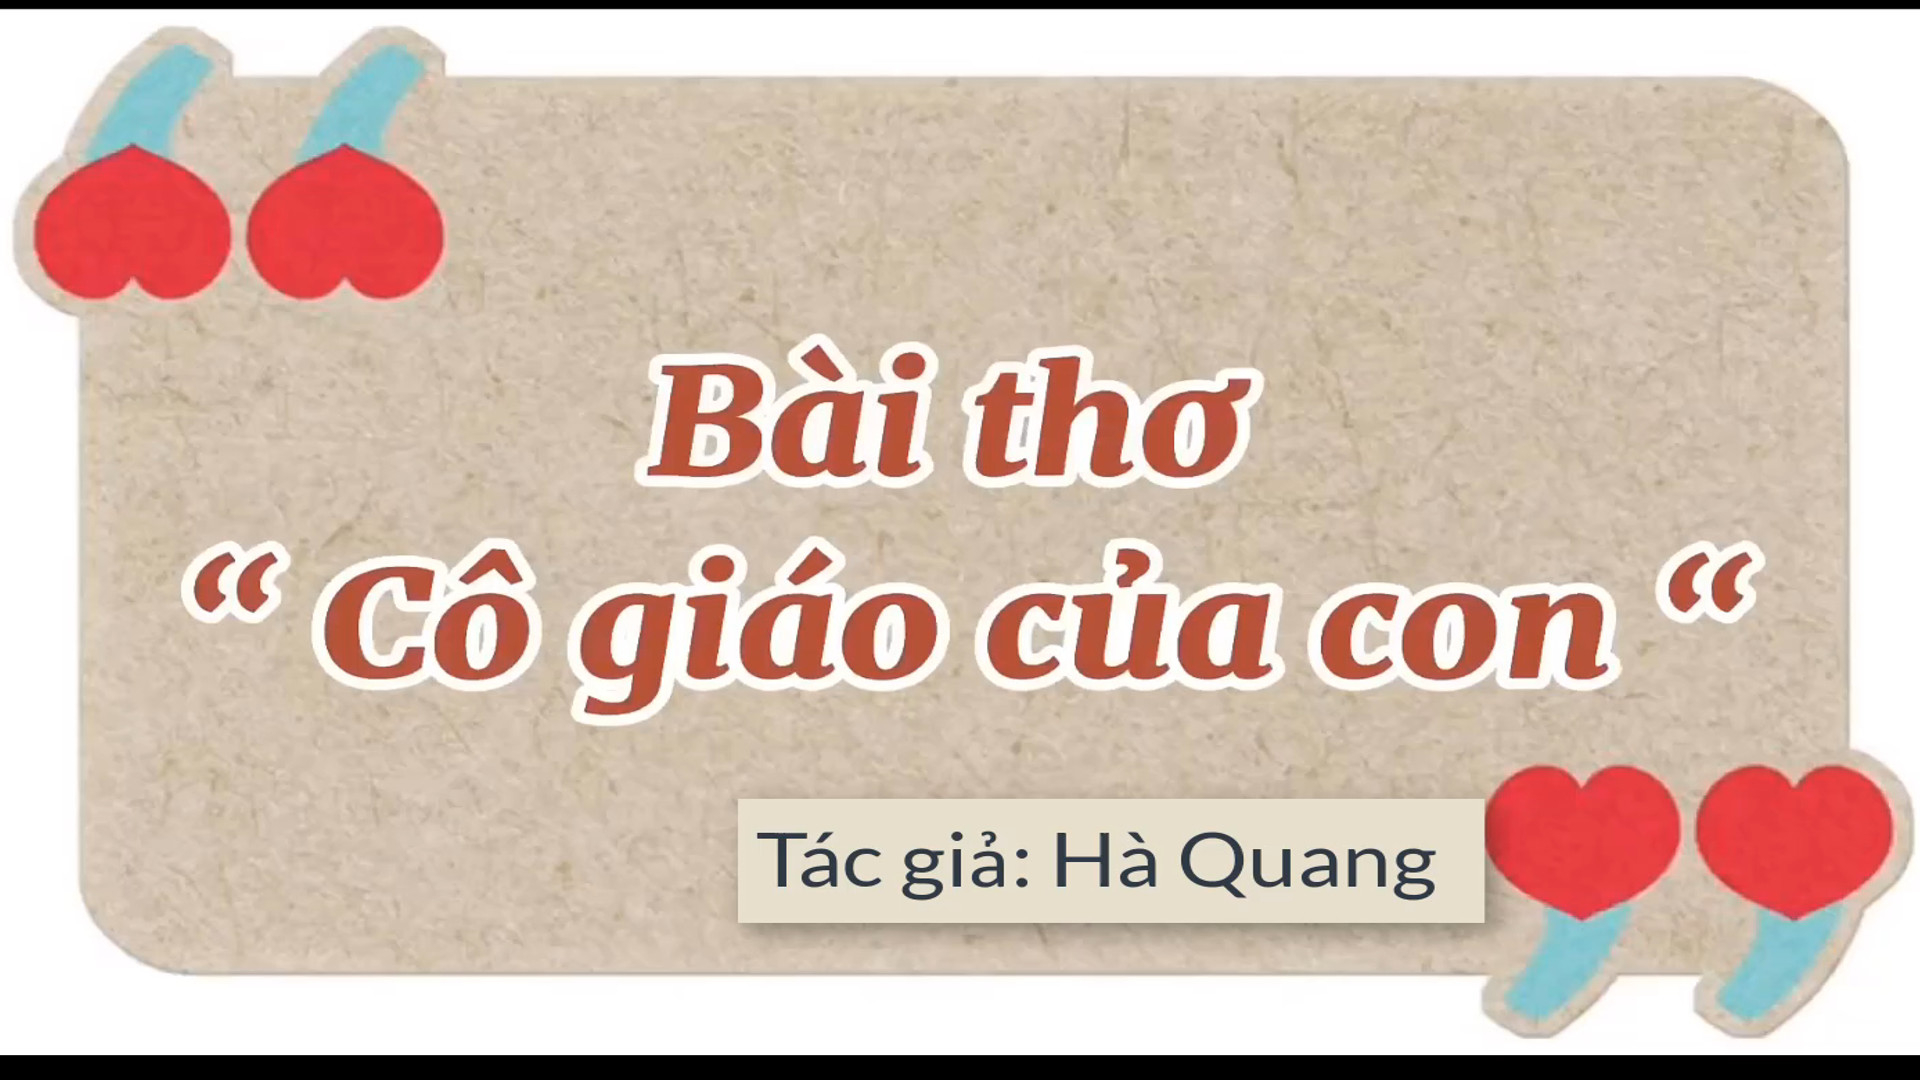 Bài thơ
“ Cô giáo của con “
Tác giả: Hà Quang